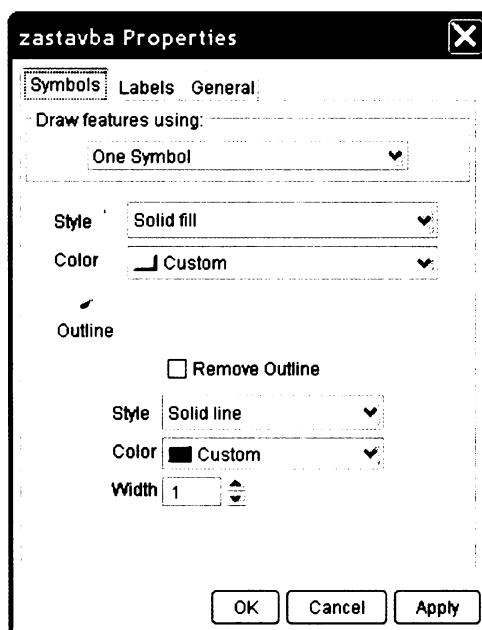 zastavba Properties
Symbols Labels General
Draw features using:
One Symbol
Style Solid fill
Color Custom
Outline
Remove Outline
Style Solid line
Color Custom
Width 1
OK Cancel Apply